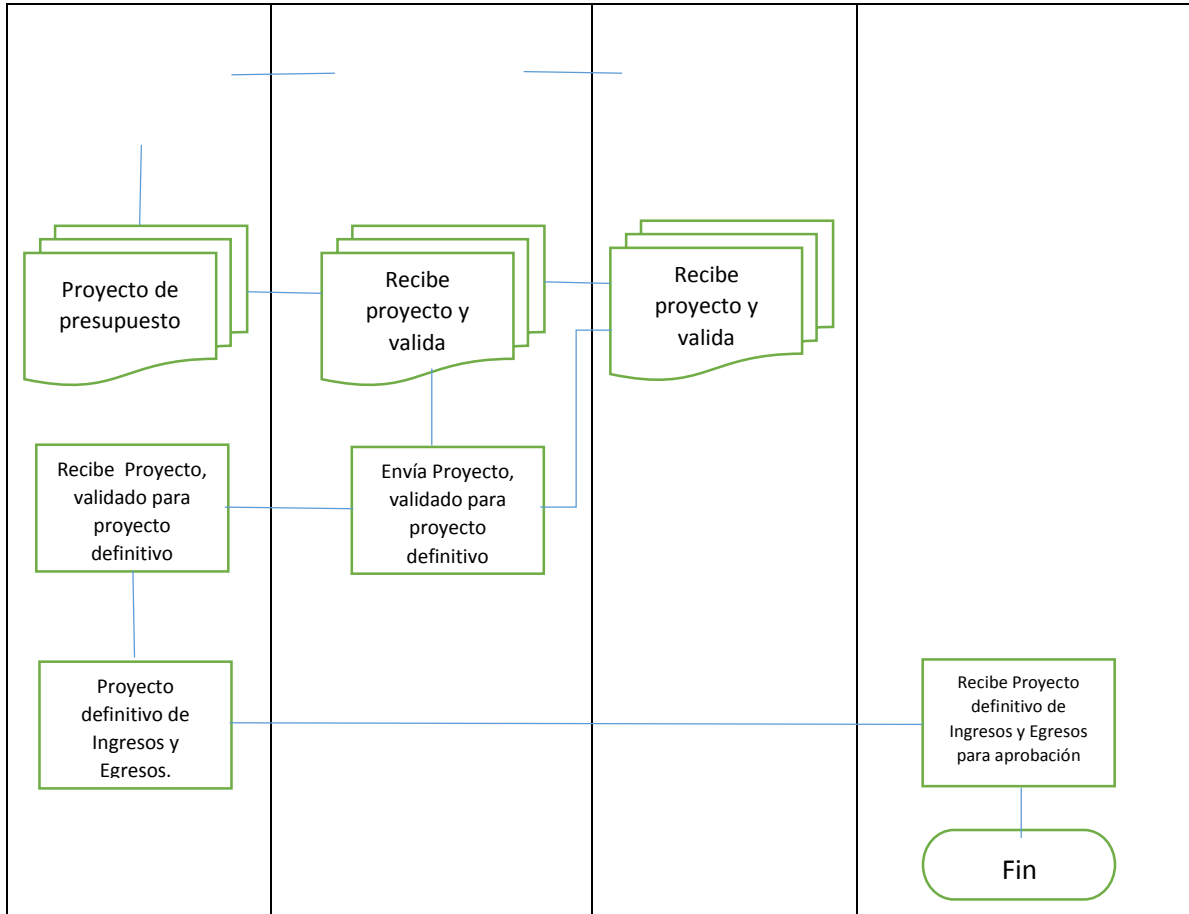 Proyecto de
presupuesto
Recibe
proyecto y
valida
Recibe
proyecto y
valida
Recibe Proyecto,
validado para
proyecto
definitivo
Envía Proyecto,
validado para
proyecto
definitivo
Proyecto
definitivo de
Ingresos y
Egresos.
Recibe Proyecto
definitivo de
Ingresos y Egresos
para aprobación
Fin